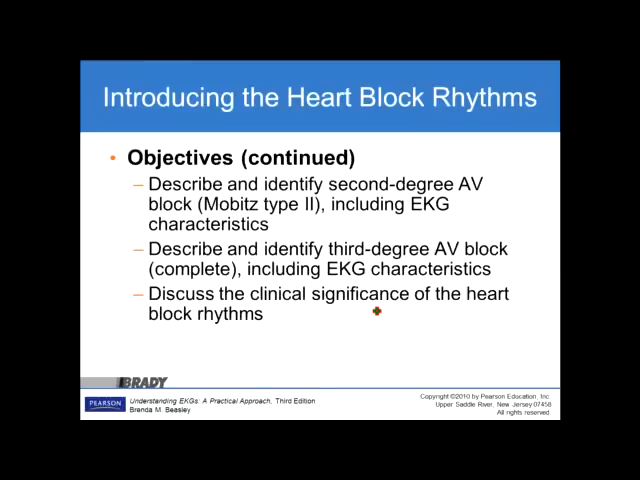 Introducing the Heart Block Rhythms
• Objectives (continued)
– Describe and identify second-degree AV
block (Mobitz type II), including EKG
characteristics
– Describe and identify third-degree AV block
(complete), including EKG characteristics
– Discuss the clinical significance of the heart
block rhythms
BRADY
PEARSON
Understanding EKGs: A Practical Approach, Third Edition
Brenda M. Beasley
Copyright ©2010 by Pearson Education, Inc.
Upper Saddle River, New Jersey 07458
All rights reserved.